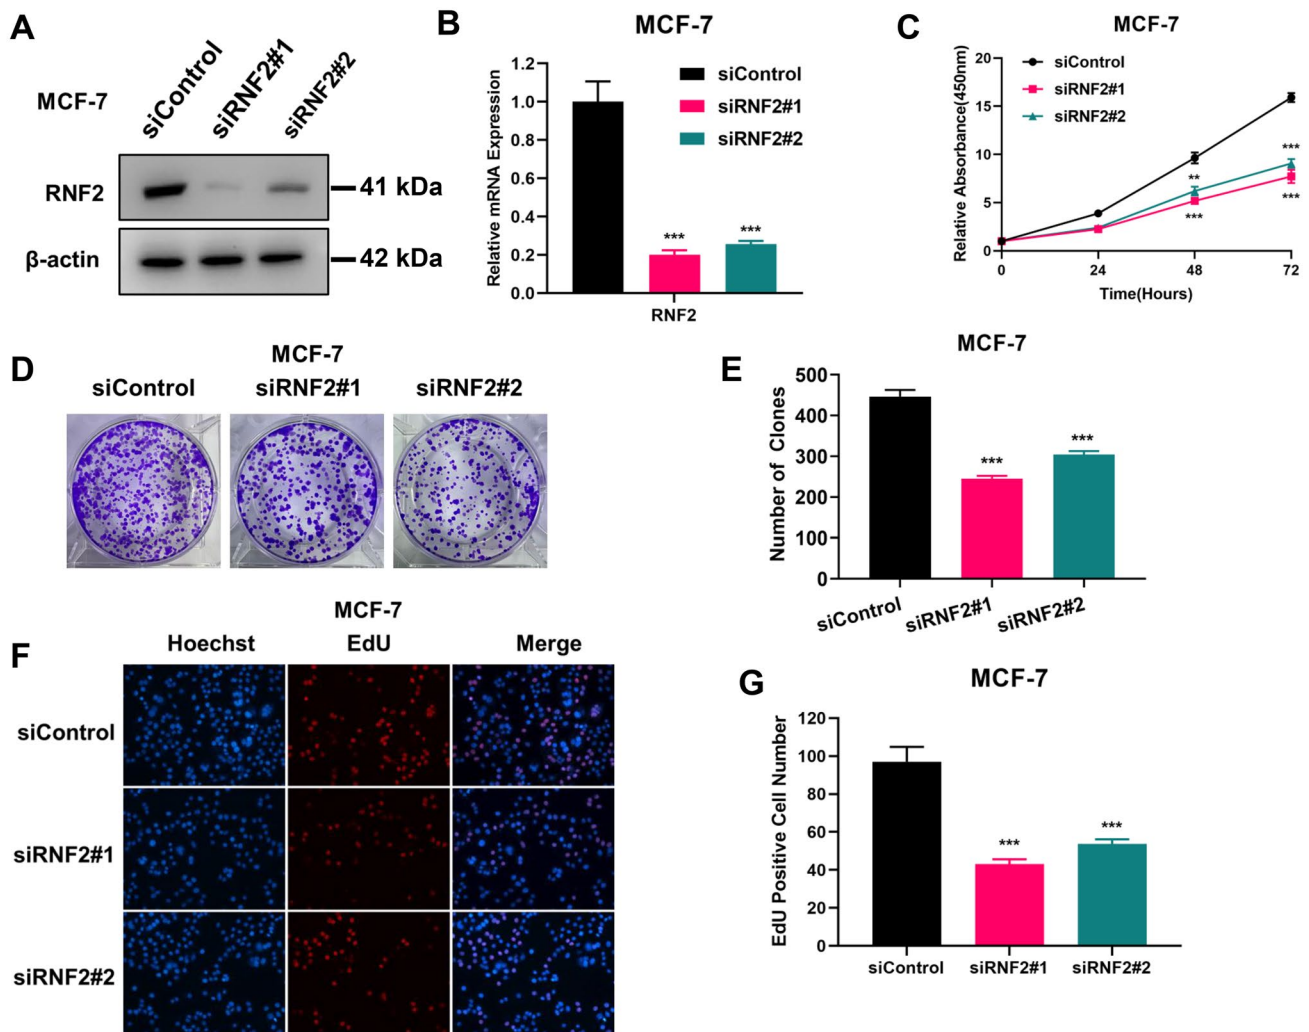 A
MCF-7
siControl
siRNF2#1
siRNF2#2
RNF2
41 kDa
β-actin
42 kDa
B
MCF-7
Relative mRNA Expression
1.2
1.0
0.8
0.6
0.4
0.2
0.0
siControl
siRNF2#1
siRNF2#2
***
***
RNF2
C
MCF-7
Relative Absorbance(450nm)
20
15
10
5
0
siControl
siRNF2#1
siRNF2#2
**
***
***
***
0
24
48
72
Time(Hours)
D
MCF-7
siControl
siRNF2#1
siRNF2#2
E
MCF-7
Number of Clones
500
400
300
200
100
0
***
***
siControl
siRNF2#1
siRNF2#2
F
MCF-7
Hoechst
EdU
Merge
siControl
siRNF2#1
siRNF2#2
G
MCF-7
EdU Positive Cell Number
120
100
80
60
40
20
0
***
***
siControl
siRNF2#1
siRNF2#2